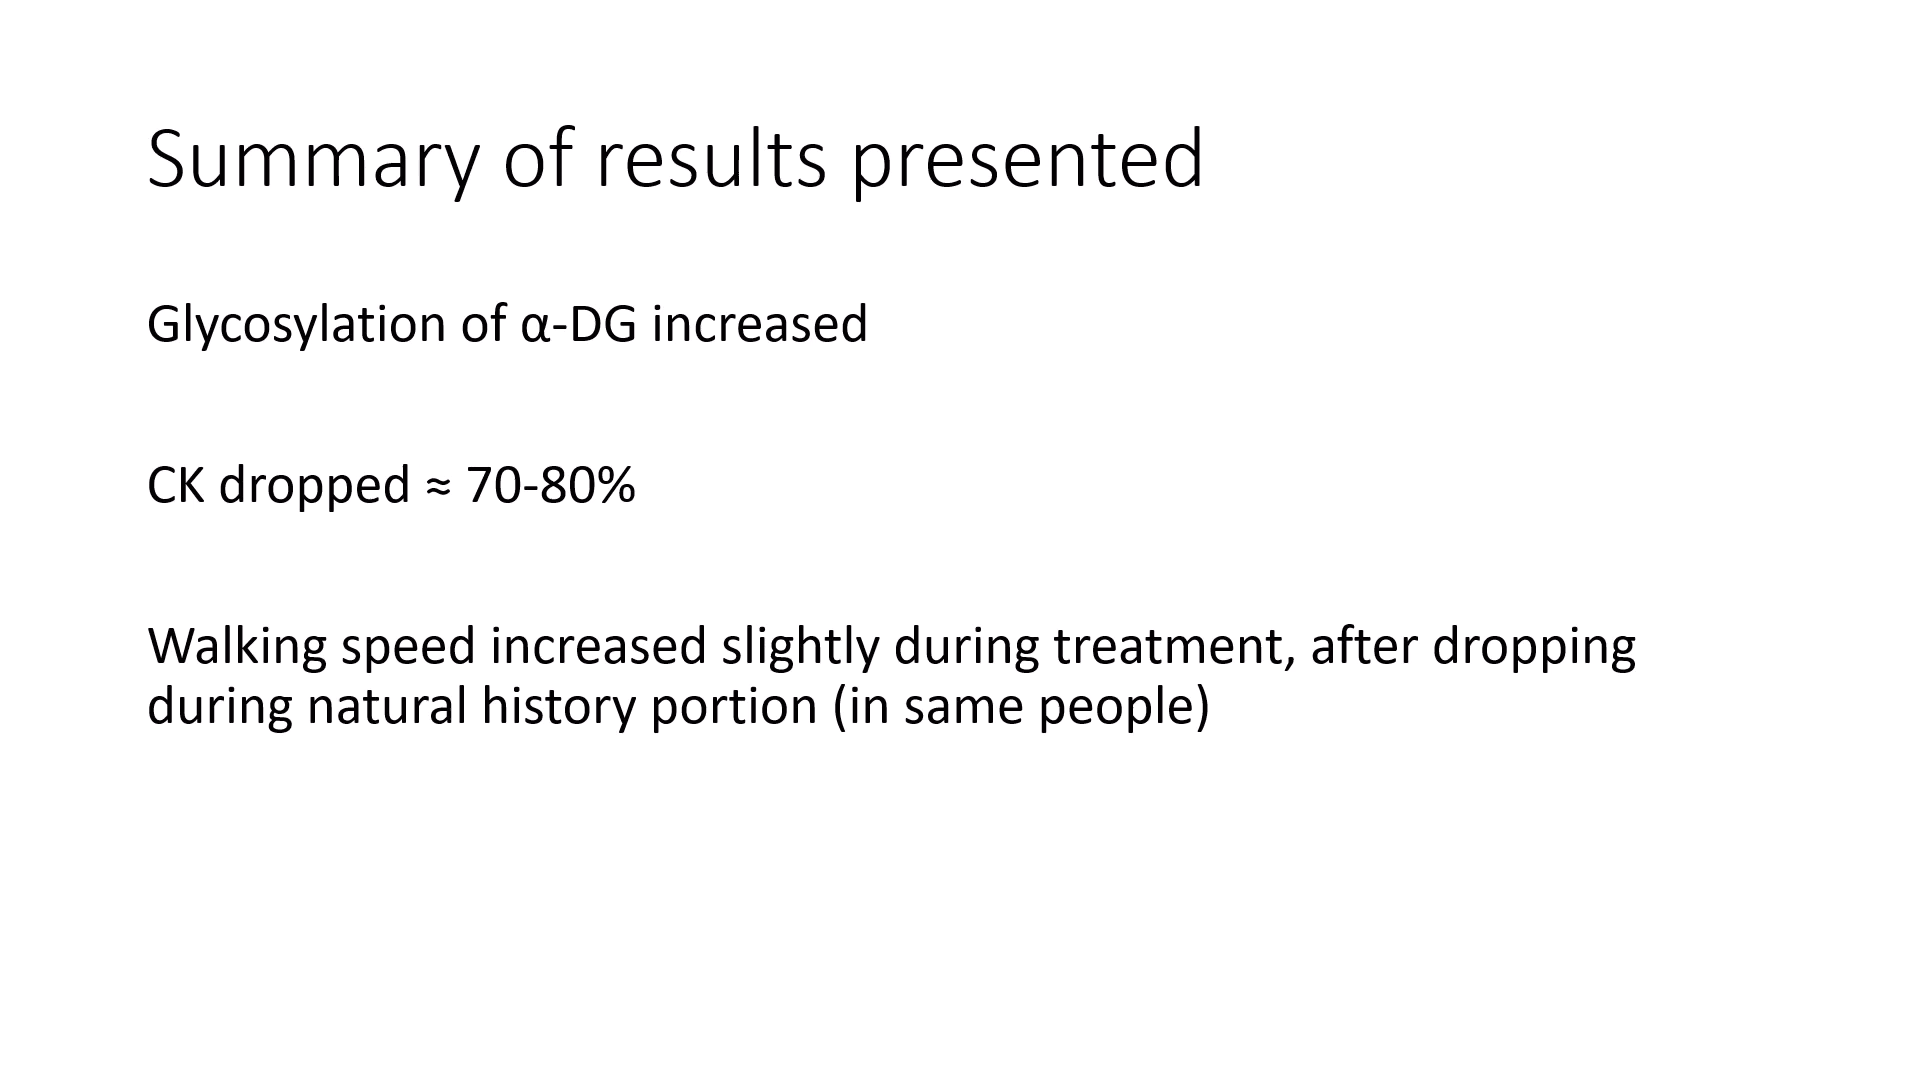 Summary of results presented
Glycosylation of α-DG increased
CK dropped ≈ 70-80%
Walking speed increased slightly during treatment, after dropping
during natural history portion (in same people)